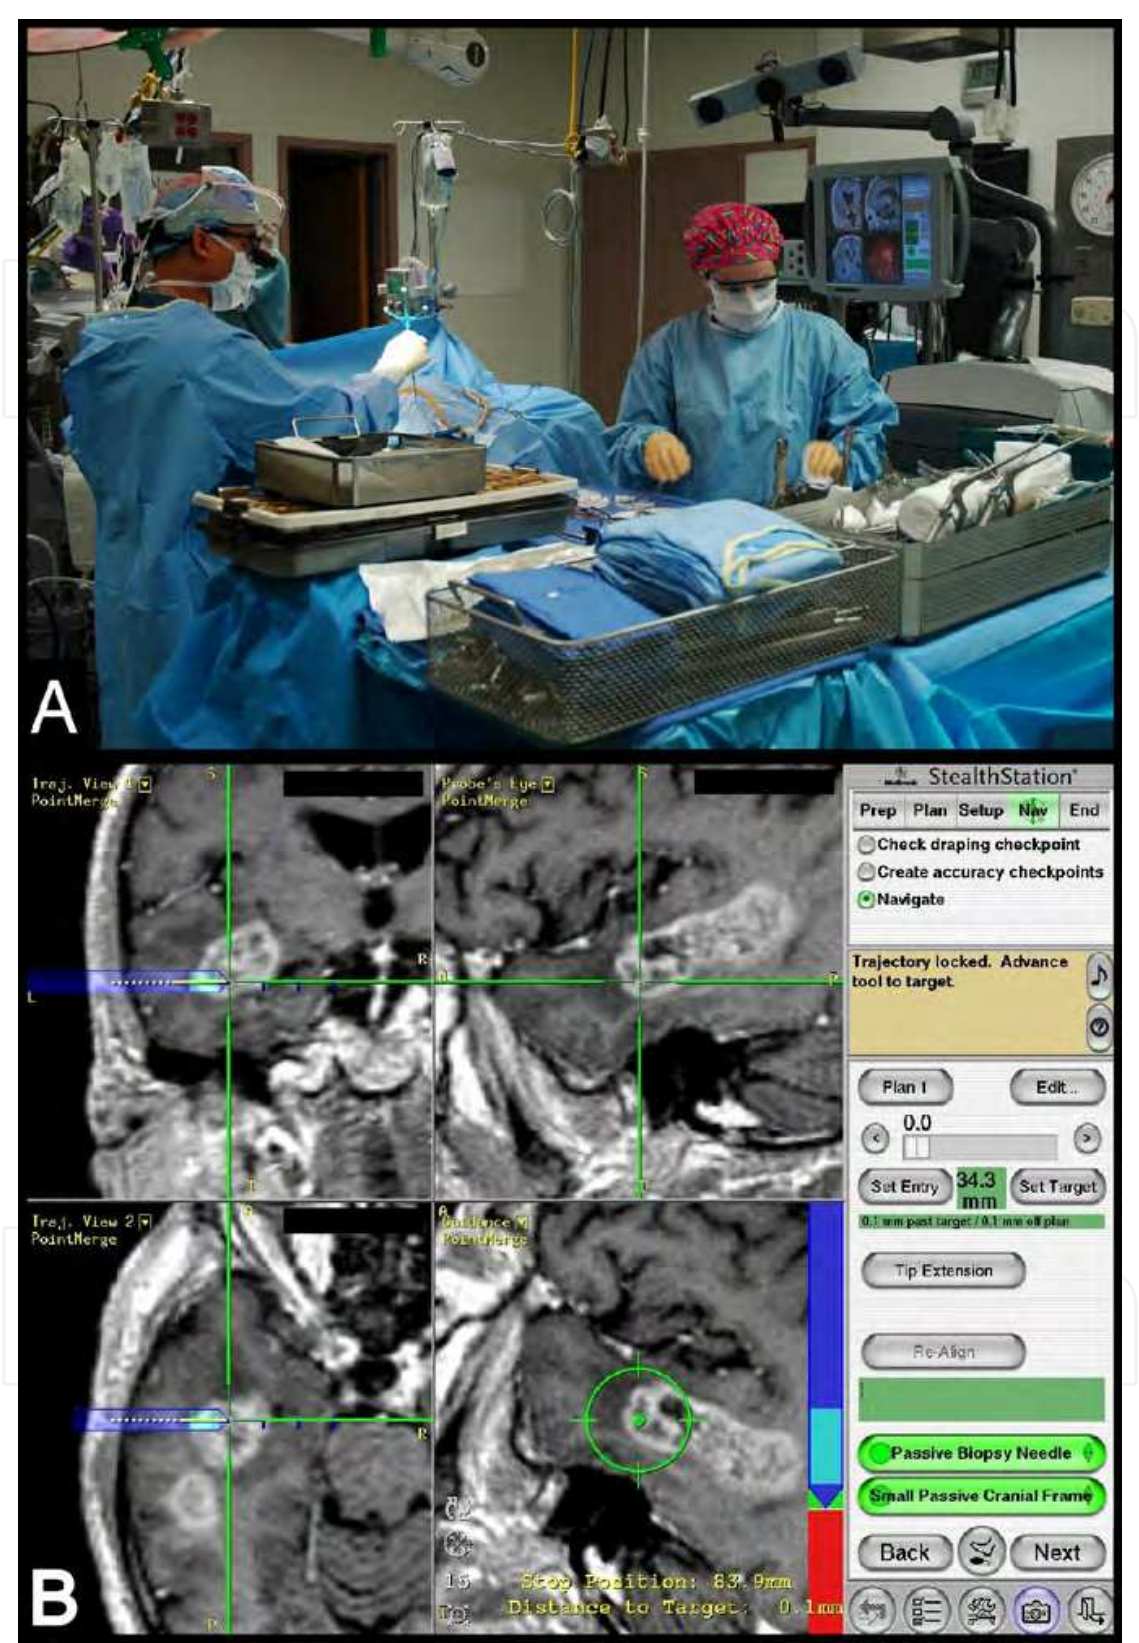 A
Traj. View 1
PointMerge
S
R
L
I
Probe's Eye
PointMerge
S
A
P
I
StealthStation
Prep Plan Setup Nav End
Check draping checkpoint
Create accuracy checkpoints
Navigate
Trajectory locked. Advance
tool to target.
Plan 1 Edit...
0.0
< >
Set Entry 34.3 mm Set Target
0.1 mm past target / 0.1 mm off plan
Tip Extension
Re-Align
Passive Biopsy Needle
Small Passive Cranial Frame
Back Next
Traj. View 2
PointMerge
A
R
P
Guidance
PointMerge
15
Stop Position: 83.9mm
Distance to Target: 0.1mm
B